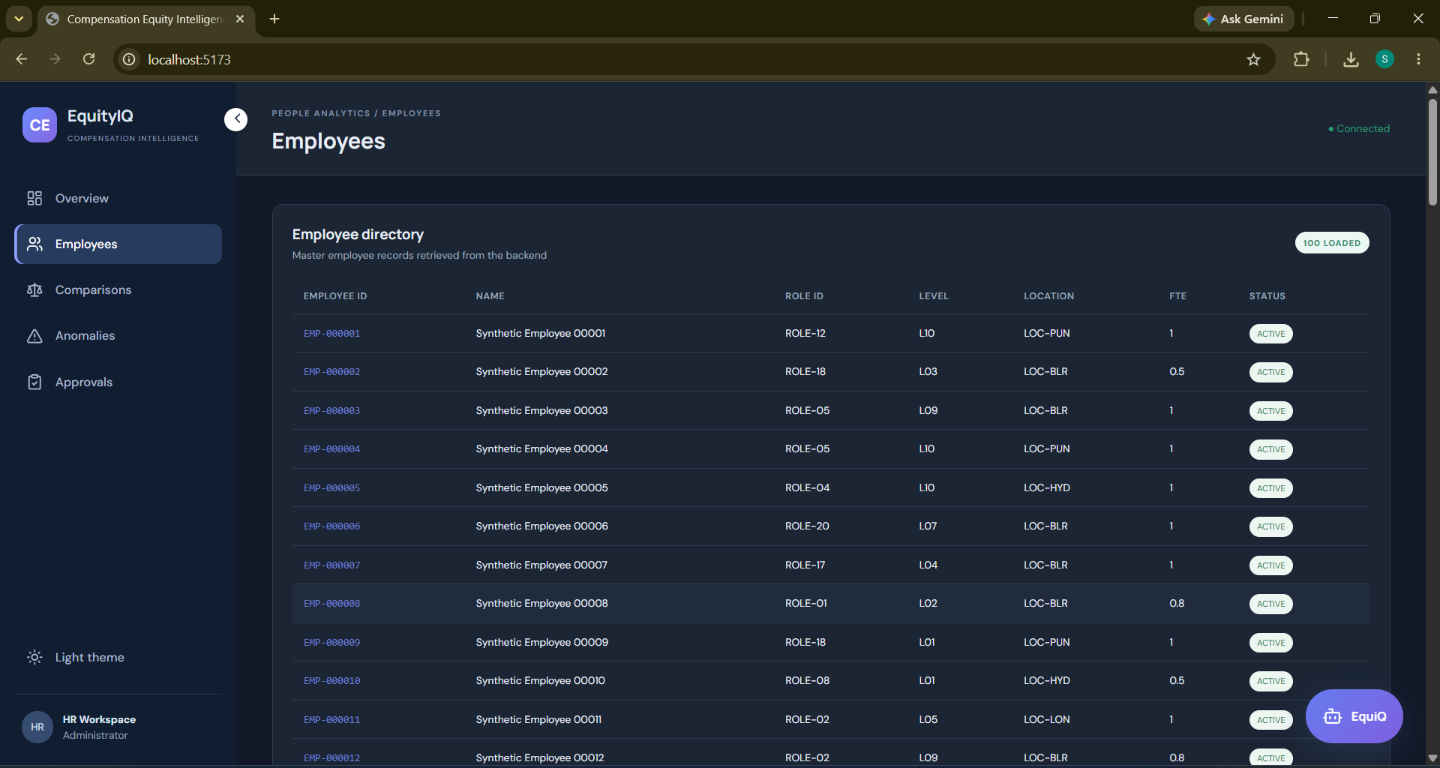 Compensation Equity Intelligen
Ask Gemini
localhost:5173
S
CE
EquityIQ
COMPENSATION INTELLIGENCE
Overview
Employees
Comparisons
Anomalies
Approvals
Light theme
HR
HR Workspace
Administrator
PEOPLE ANALYTICS / EMPLOYEES
Employees
Connected
Employee directory
Master employee records retrieved from the backend
100 LOADED
EMPLOYEE ID NAME ROLE ID LEVEL LOCATION FTE STATUS
EMP-000001 Synthetic Employee 00001 ROLE-12 L10 LOC-PUN 1 ACTIVE
EMP-000002 Synthetic Employee 00002 ROLE-18 L03 LOC-BLR 0.5 ACTIVE
EMP-000003 Synthetic Employee 00003 ROLE-05 L09 LOC-BLR 1 ACTIVE
EMP-000004 Synthetic Employee 00004 ROLE-05 L10 LOC-PUN 1 ACTIVE
EMP-000005 Synthetic Employee 00005 ROLE-04 L10 LOC-HYD 1 ACTIVE
EMP-000006 Synthetic Employee 00006 ROLE-20 L07 LOC-BLR 1 ACTIVE
EMP-000007 Synthetic Employee 00007 ROLE-17 L04 LOC-BLR 1 ACTIVE
EMP-000008 Synthetic Employee 00008 ROLE-01 L02 LOC-BLR 0.8 ACTIVE
EMP-000009 Synthetic Employee 00009 ROLE-18 L01 LOC-PUN 1 ACTIVE
EMP-000010 Synthetic Employee 00010 ROLE-08 L01 LOC-HYD 0.5 ACTIVE
EMP-000011 Synthetic Employee 00011 ROLE-02 L05 LOC-LON 1 ACTIVE
EMP-000012 Synthetic Employee 00012 ROLE-02 L09 LOC-BLR 0.8 ACTIVE
EquiQ